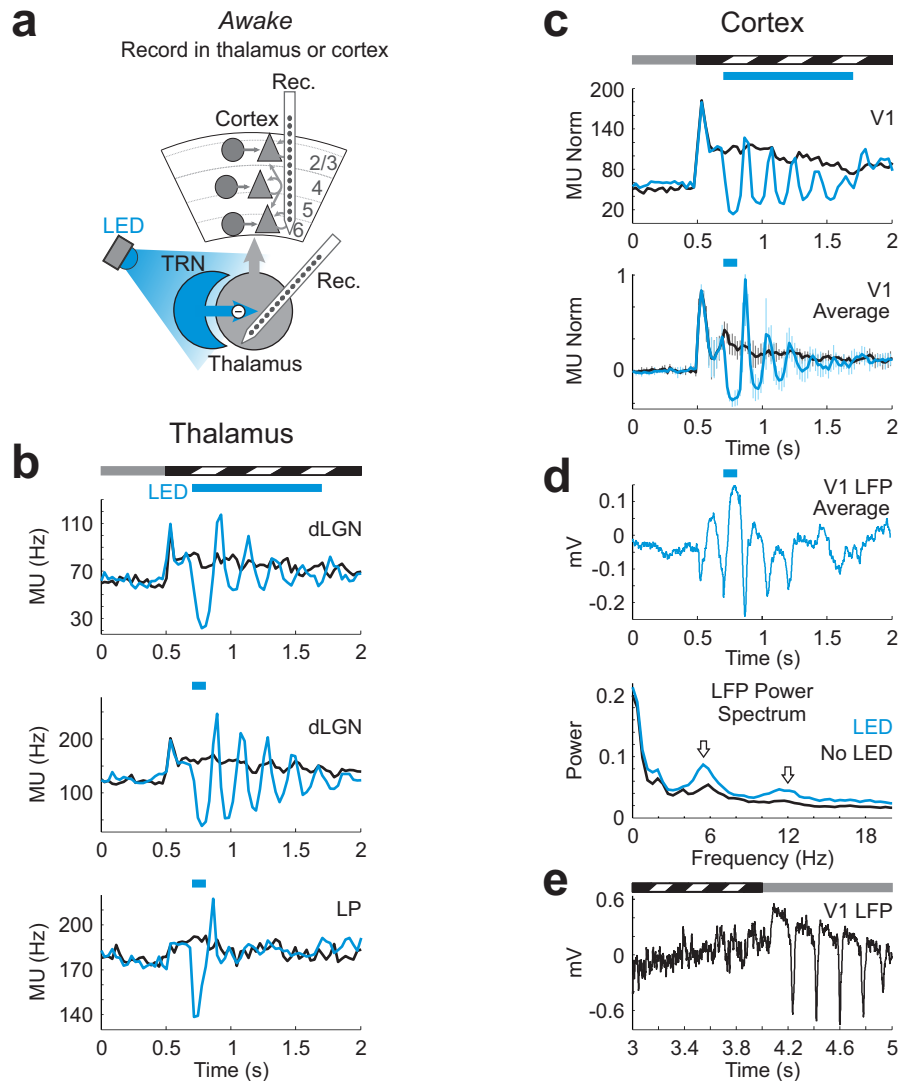 a
Awake
Record in thalamus or cortex
Rec.
Cortex
2/3
4
5
6
LED
TRN
Rec.
−
Thalamus
b
Thalamus
LED
dLGN
MU (Hz)
110
70
30
0 0.5 1 1.5 2
dLGN
MU (Hz)
200
100
0 0.5 1 1.5 2
LP
MU (Hz)
200
170
140
0 0.5 1 1.5 2
Time (s)
c
Cortex
V1
MU Norm
200
140
80
20
0 0.5 1 1.5 2
V1
Average
MU Norm
1
0
0 0.5 1 1.5 2
Time (s)
d
V1 LFP
Average
mV
0.1
0
-0.1
-0.2
0 0.5 1 1.5 2
Time (s)
LFP Power
Spectrum
LED
No LED
Power
0.2
0.1
0
0 6 12 18
Frequency (Hz)
e
V1 LFP
mV
0.6
0
-0.6
3 3.4 3.8 4.2 4.6 5
Time (s)